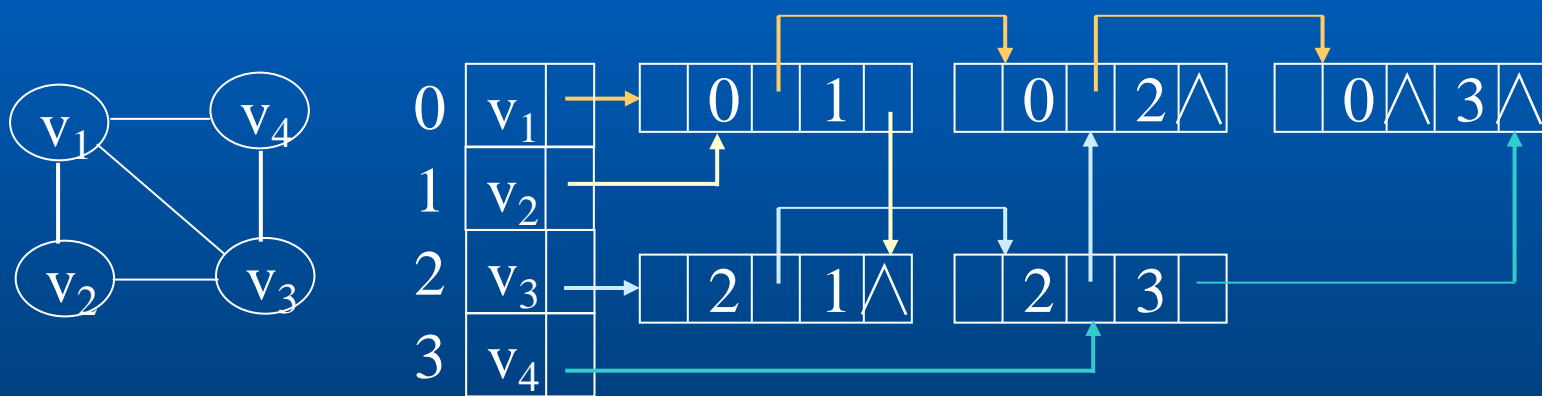 v1 v4
v2 v3
0 v1 0 1 0 2 ∧ 0 ∧ 3 ∧
1 v2
2 v3 2 1 ∧ 2 3
3 v4